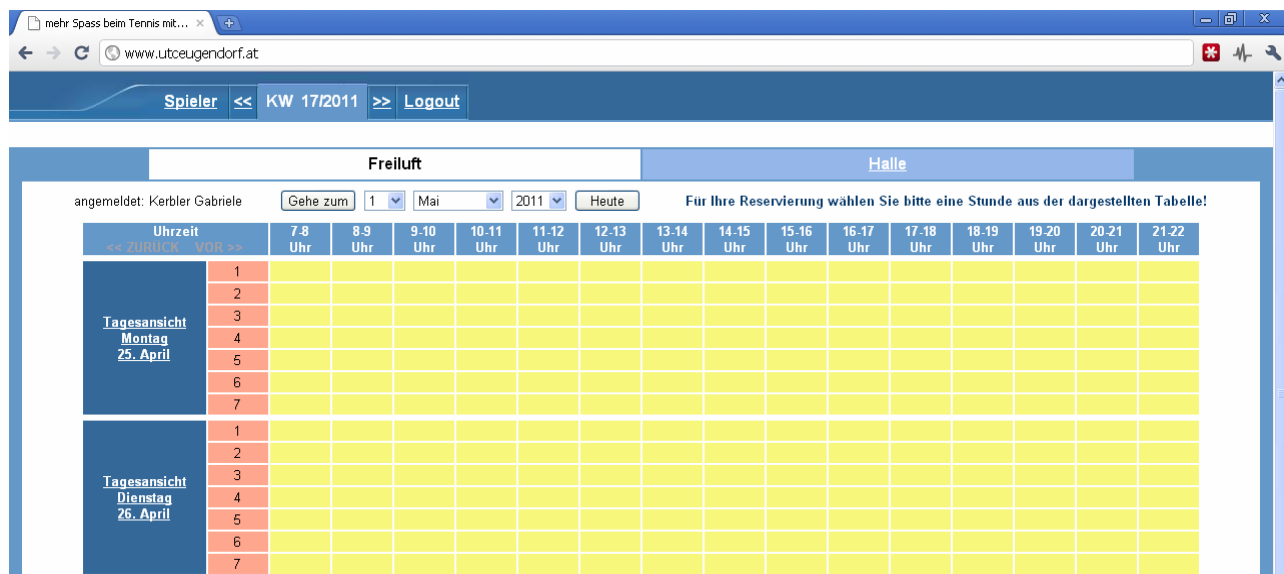 mehr Spass beim Tennis mit...
www.utceugendorf.at
Spieler << KW 17/2011 >> Logout
Freiluft Halle
angemeldet: Kerbler Gabriele Gehe zum 1 Mai 2011 Heute Für Ihre Reservierung wählen Sie bitte eine Stunde aus der dargestellten Tabelle!
Uhrzeit 7-8 8-9 9-10 10-11 11-12 12-13 13-14 14-15 15-16 16-17 17-18 18-19 19-20 20-21 21-22
<< ZURÜCK VOR >> Uhr Uhr Uhr Uhr Uhr Uhr Uhr Uhr Uhr Uhr Uhr Uhr Uhr Uhr Uhr
Tagesansicht
Montag
25. April
1
2
3
4
5
6
7
Tagesansicht
Dienstag
26. April
1
2
3
4
5
6
7